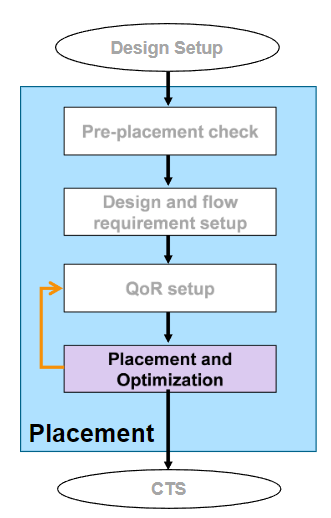 Design Setup
Pre-placement check
Design and flow
requirement setup
QoR setup
Placement and
Optimization
Placement
CTS